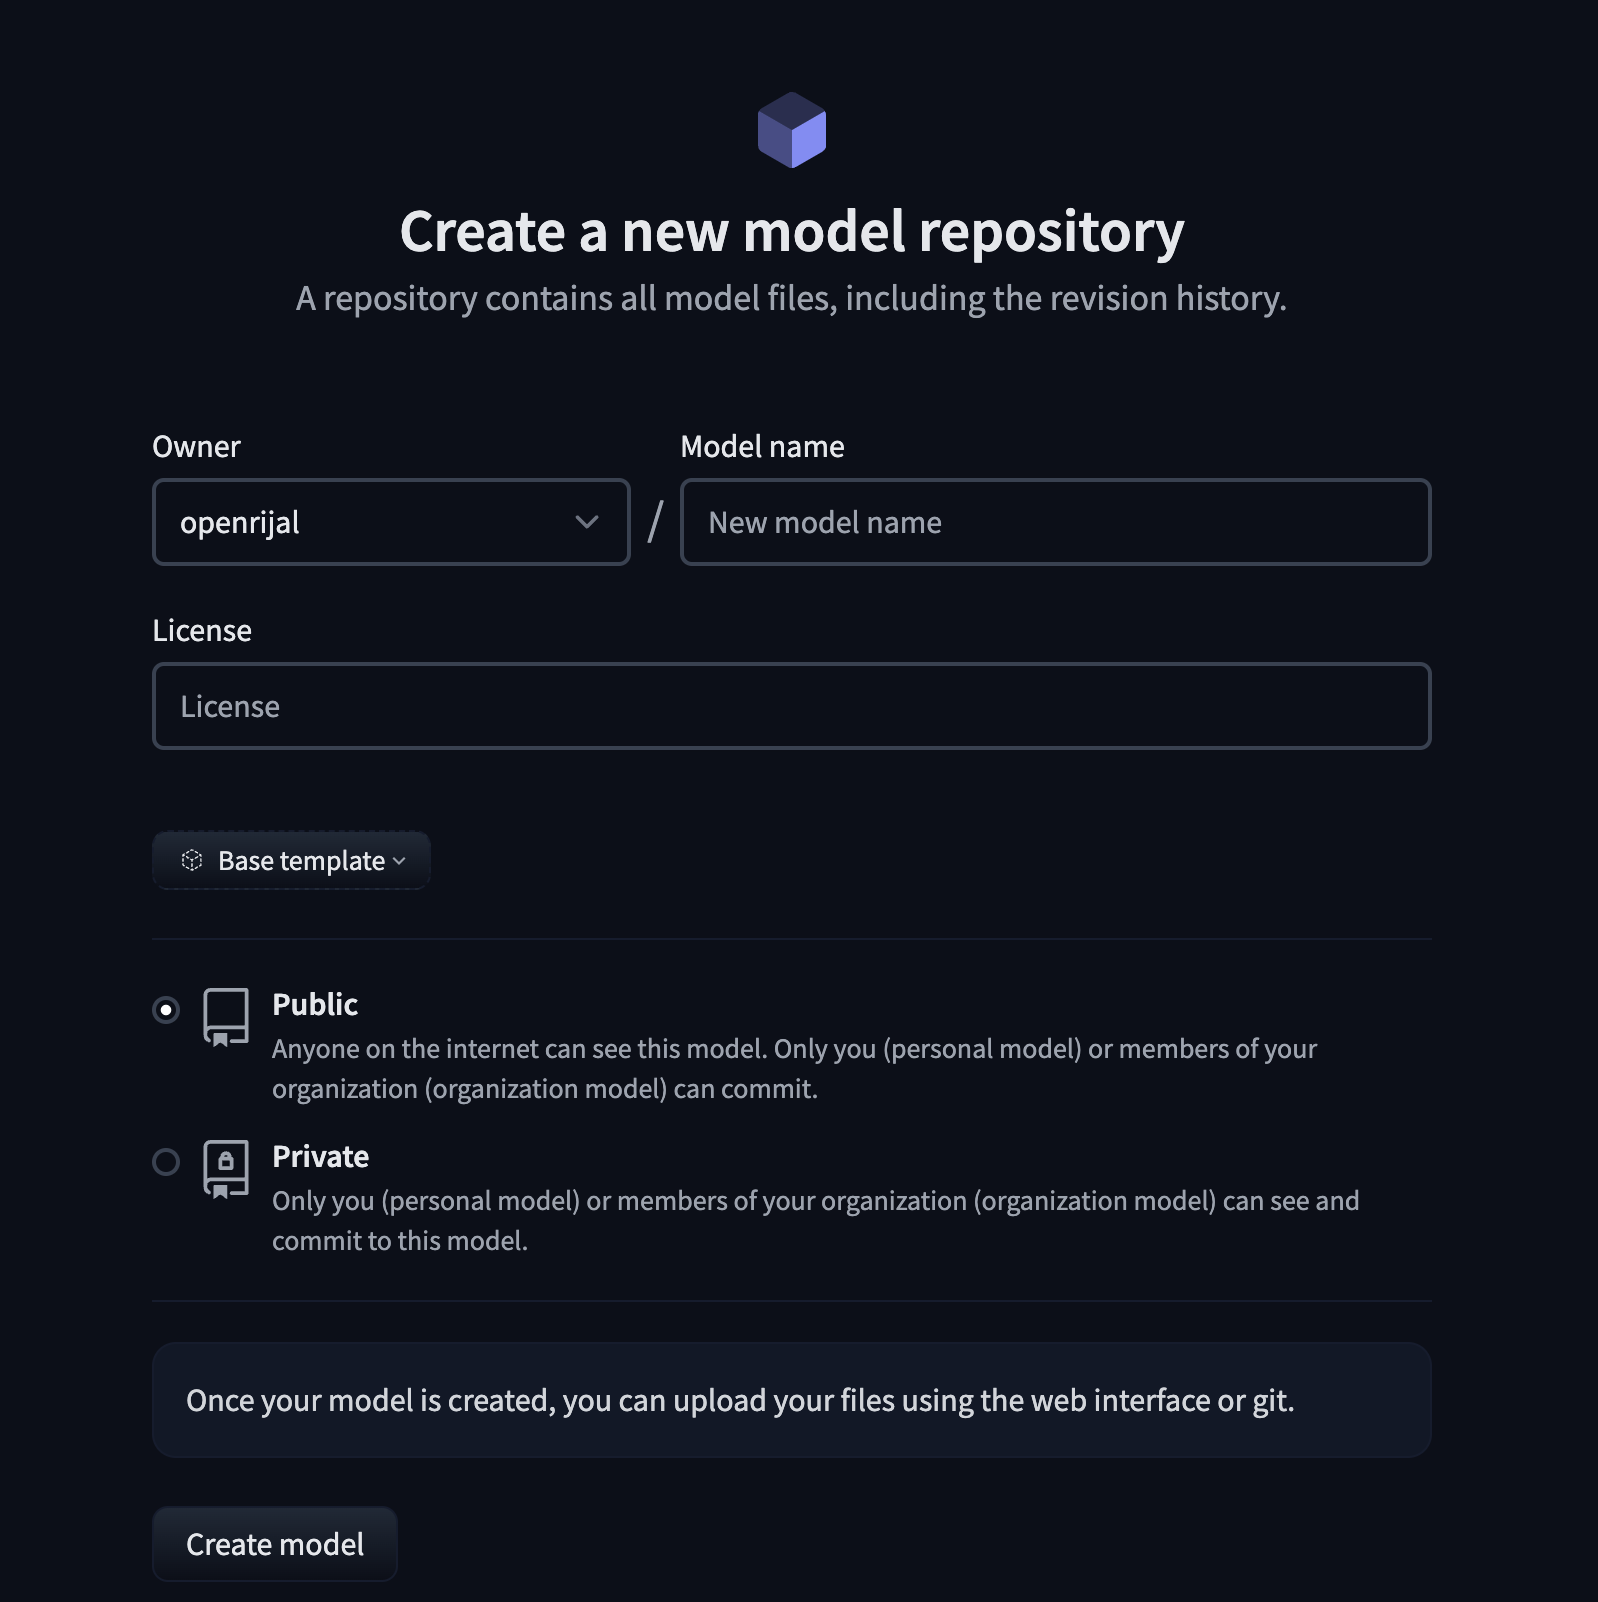 Create a new model repository
A repository contains all model files, including the revision history.
Owner
Model name
openrijal
/
New model name
License
License
Base template
Public
Anyone on the internet can see this model. Only you (personal model) or members of your
organization (organization model) can commit.
Private
Only you (personal model) or members of your organization (organization model) can see and
commit to this model.
Once your model is created, you can upload your files using the web interface or git.
Create model